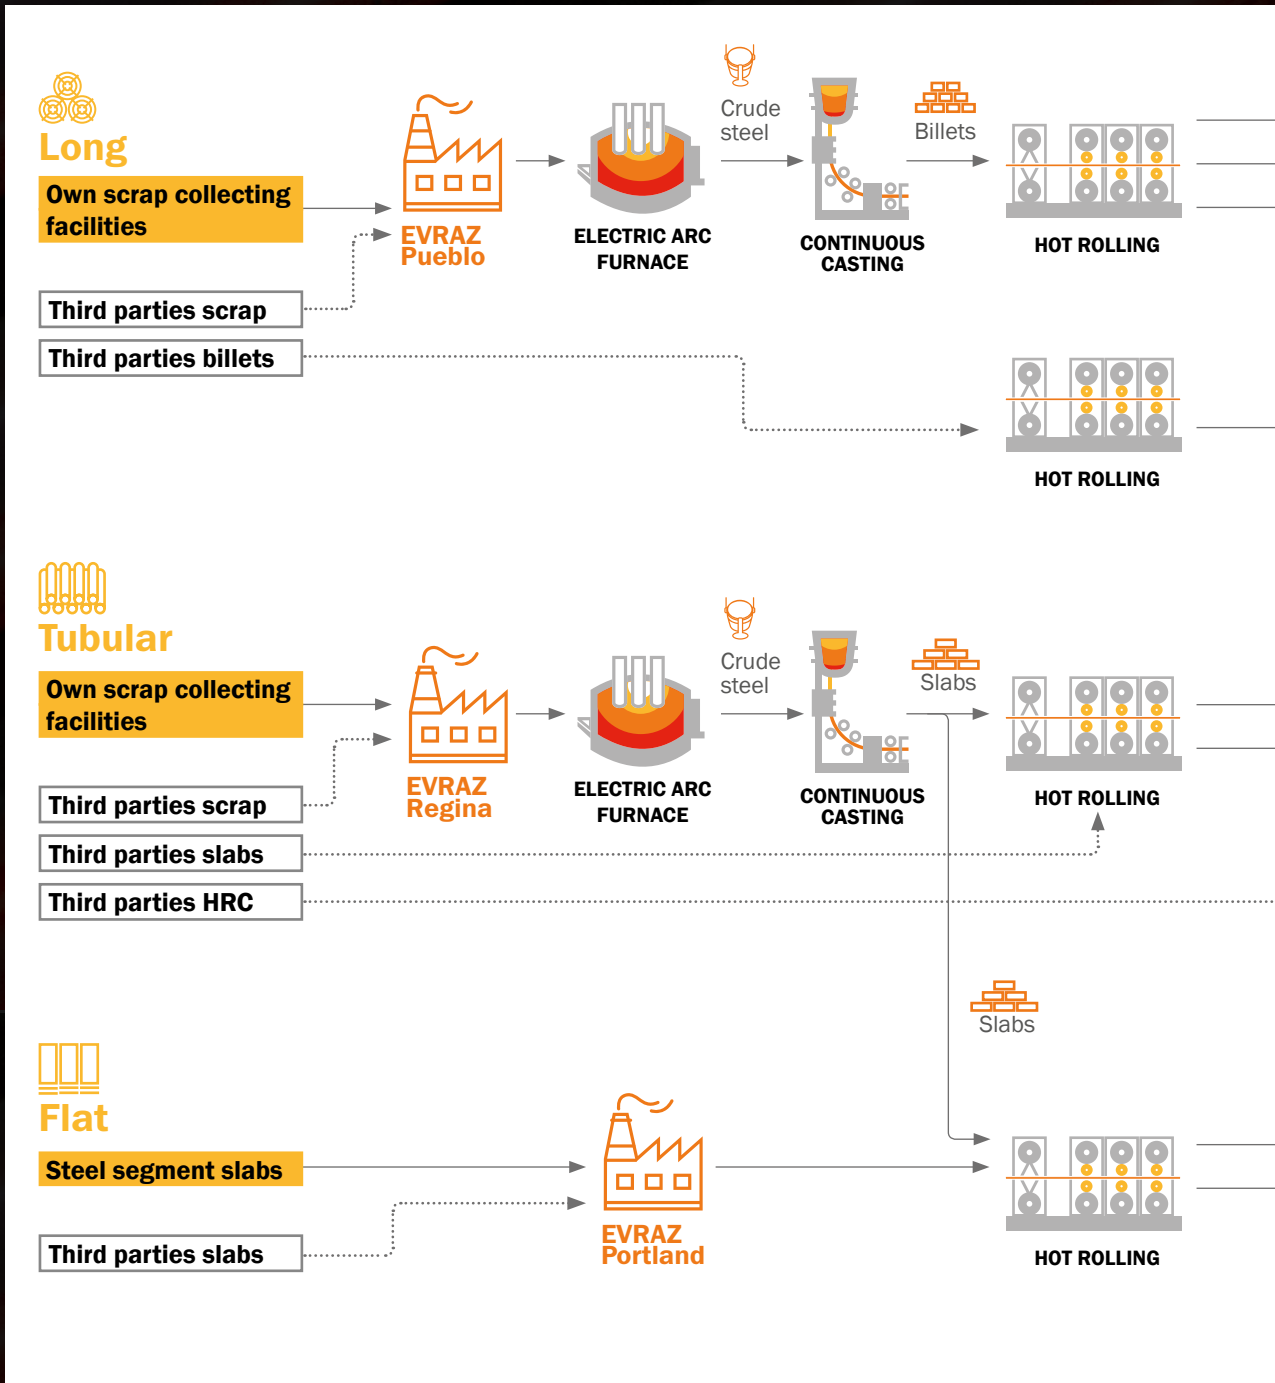 Long
Own scrap collecting
facilities
Third parties scrap
Third parties billets
EVRAZ
Pueblo
ELECTRIC ARC
FURNACE
Crude
steel
CONTINUOUS
CASTING
Billets
HOT ROLLING
HOT ROLLING
Tubular
Own scrap collecting
facilities
Third parties scrap
Third parties slabs
Third parties HRC
EVRAZ
Regina
ELECTRIC ARC
FURNACE
Crude
steel
CONTINUOUS
CASTING
Slabs
HOT ROLLING
Slabs
Flat
Steel segment slabs
Third parties slabs
EVRAZ
Portland
HOT ROLLING